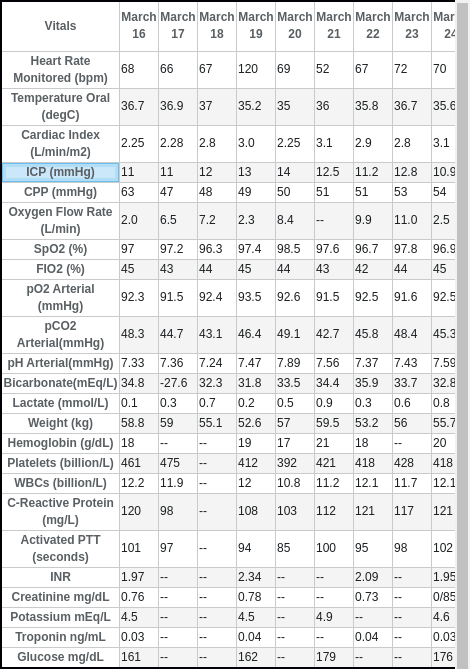 Vitals March 16 March 17 March 18 March 19 March 20 March 21 March 22 March 23 March 24
Heart Rate Monitored (bpm) 68 66 67 120 69 52 67 72 70
Temperature Oral (degC) 36.7 36.9 37 35.2 35 36 35.8 36.7 35.6
Cardiac Index (L/min/m2) 2.25 2.28 2.8 3.0 2.25 3.1 2.9 2.8 3.1
ICP (mmHg) 11 11 12 13 14 12.5 11.2 12.8 10.9
CPP (mmHg) 63 47 48 49 50 51 51 53 54
Oxygen Flow Rate (L/min) 2.0 6.5 7.2 2.3 8.4 -- 9.9 11.0 2.5
SpO2 (%) 97 97.2 96.3 97.4 98.5 97.6 96.7 97.8 96.9
FIO2 (%) 45 43 44 45 44 43 42 44 45
pO2 Arterial (mmHg) 92.3 91.5 92.4 93.5 92.6 91.5 92.5 91.6 92.5
pCO2 Arterial(mmHg) 48.3 44.7 43.1 46.4 49.1 42.7 45.8 48.4 45.3
pH Arterial(mmHg) 7.33 7.36 7.24 7.47 7.89 7.56 7.37 7.43 7.59
Bicarbonate(mEq/L) 34.8 -27.6 32.3 31.8 33.5 34.4 35.9 33.7 32.8
Lactate (mmol/L) 0.1 0.3 0.7 0.2 0.5 0.9 0.3 0.6 0.8
Weight (kg) 58.8 59 55.1 52.6 57 59.5 53.2 56 55.7
Hemoglobin (g/dL) 18 -- -- 19 17 21 18 -- 20
Platelets (billion/L) 461 475 -- 412 392 421 418 428 418
WBCs (billion/L) 12.2 11.9 -- 12 10.8 11.2 12.1 11.7 12.1
C-Reactive Protein (mg/L) 120 98 -- 108 103 112 121 117 121
Activated PTT (seconds) 101 97 -- 94 85 100 95 98 102
INR 1.97 -- -- 2.34 -- -- 2.09 -- 1.95
Creatinine mg/dL 0.76 -- -- 0.78 -- -- 0.73 -- 0/85
Potassium mEq/L 4.5 -- -- 4.5 -- 4.9 -- -- 4.6
Troponin ng/mL 0.03 -- -- 0.04 -- -- 0.04 -- 0.03
Glucose mg/dL 161 -- -- 162 -- 179 -- -- 176